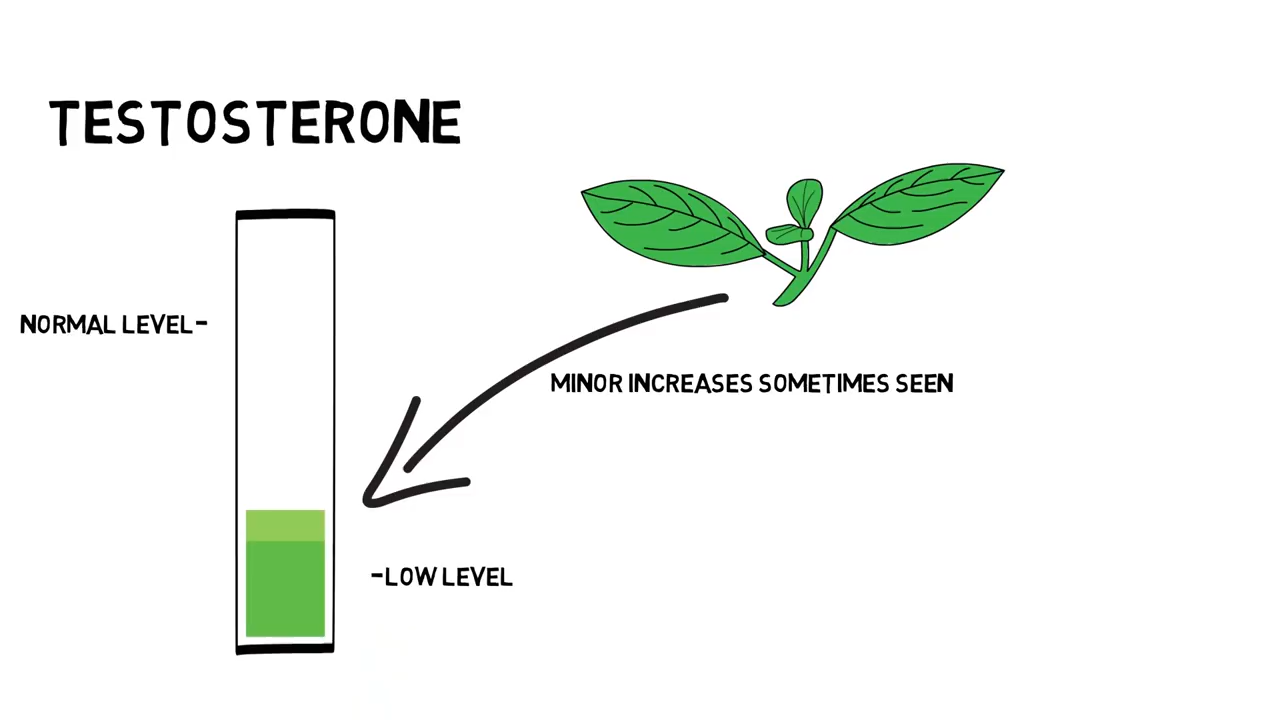 TESTOSTERONE
NORMAL LEVEL-
MINOR INCREASES SOMETIMES SEEN
-LOW LEVEL